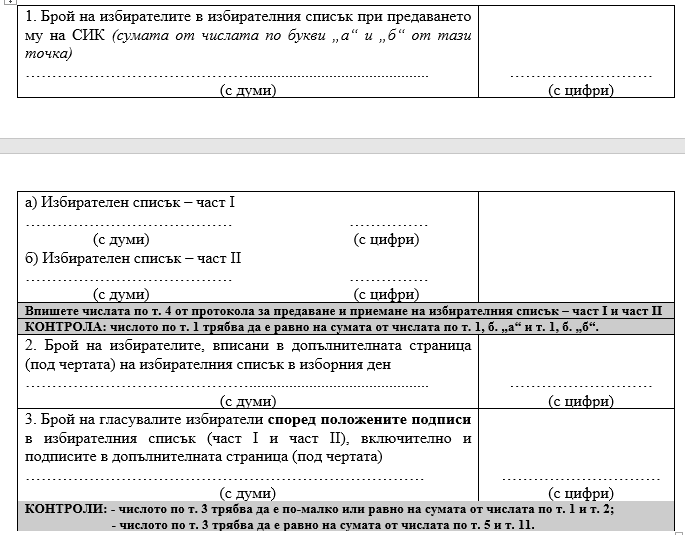 1. Брой на избирателите в избирателния списък при предаването
му на СИК (сумата от числата по букви „а“ и „б“ от тази
точка)
…………………………………………………………………........... ………………………
(с думи) (с цифри)
а) Избирателен списък – част I
………………………………… ……………
(с думи) (с цифри)
б) Избирателен списък – част II
………………………………… ……………
(с думи) (с цифри)
Впишете числата по т. 4 от протокола за предаване и приемане на избирателния списък – част I и част II
КОНТРОЛА: числото по т. 1 трябва да е равно на сумата от числата по т. 1, б. „а“ и т. 1, б. „б“.
2. Брой на избирателите, вписани в допълнителната страница
(под чертата) на избирателния списък в изборния ден
…………………………………………………………………........... ………………………
(с думи) (с цифри)
3. Брой на гласувалите избиратели според положените подписи
в избирателния списък (част I и част II), включително и
подписите в допълнителната страница (под чертата)
…………………………………………………………………… …………………………
(с думи) (с цифри)
КОНТРОЛИ: - числото по т. 3 трябва да е по-малко или равно на сумата от числата по т. 1 и т. 2;
- числото по т. 3 трябва да е равно на сумата от числата по т. 5 и т. 11.